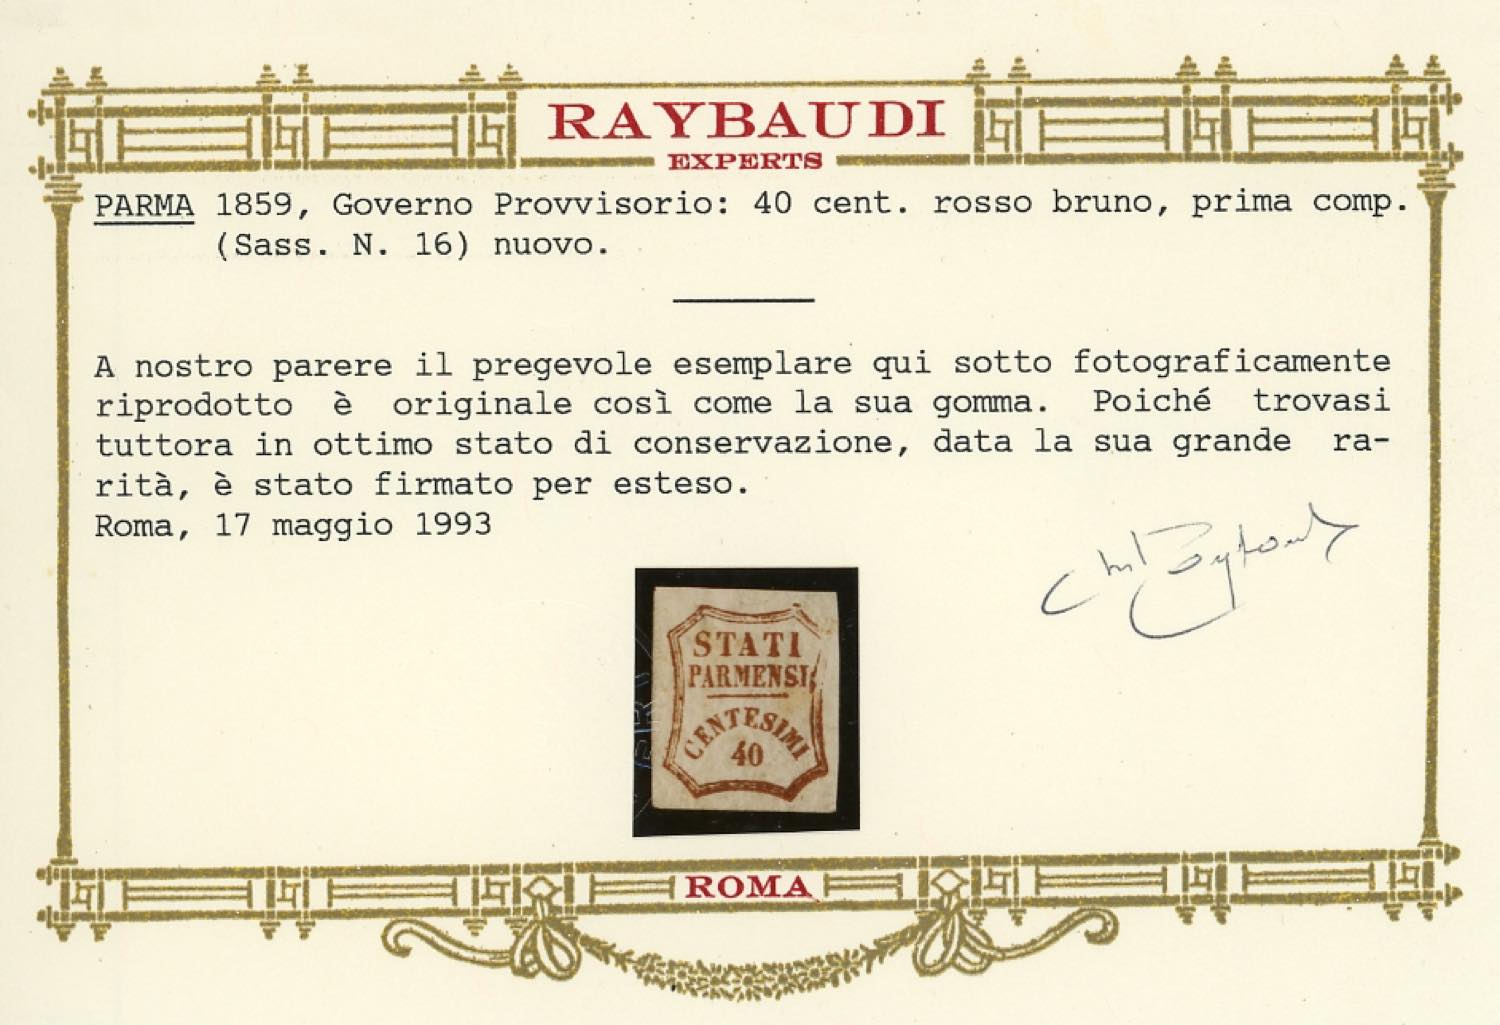 RAYBAUDI
EXPERTS
PARMA 1859, Governo Provvisorio: 40 cent. rosso bruno, prima comp.
(Sass. N. 16) nuovo.
A nostro parere il pregevole esemplare qui sotto fotograficamente
riprodotto è originale così come la sua gomma. Poiché trovasi
tuttora in ottimo stato di conservazione, data la sua grande ra-
rità, è stato firmato per esteso.
Roma, 17 maggio 1993
STATI
PARMENSI
CENTESIMI
40
ROMA